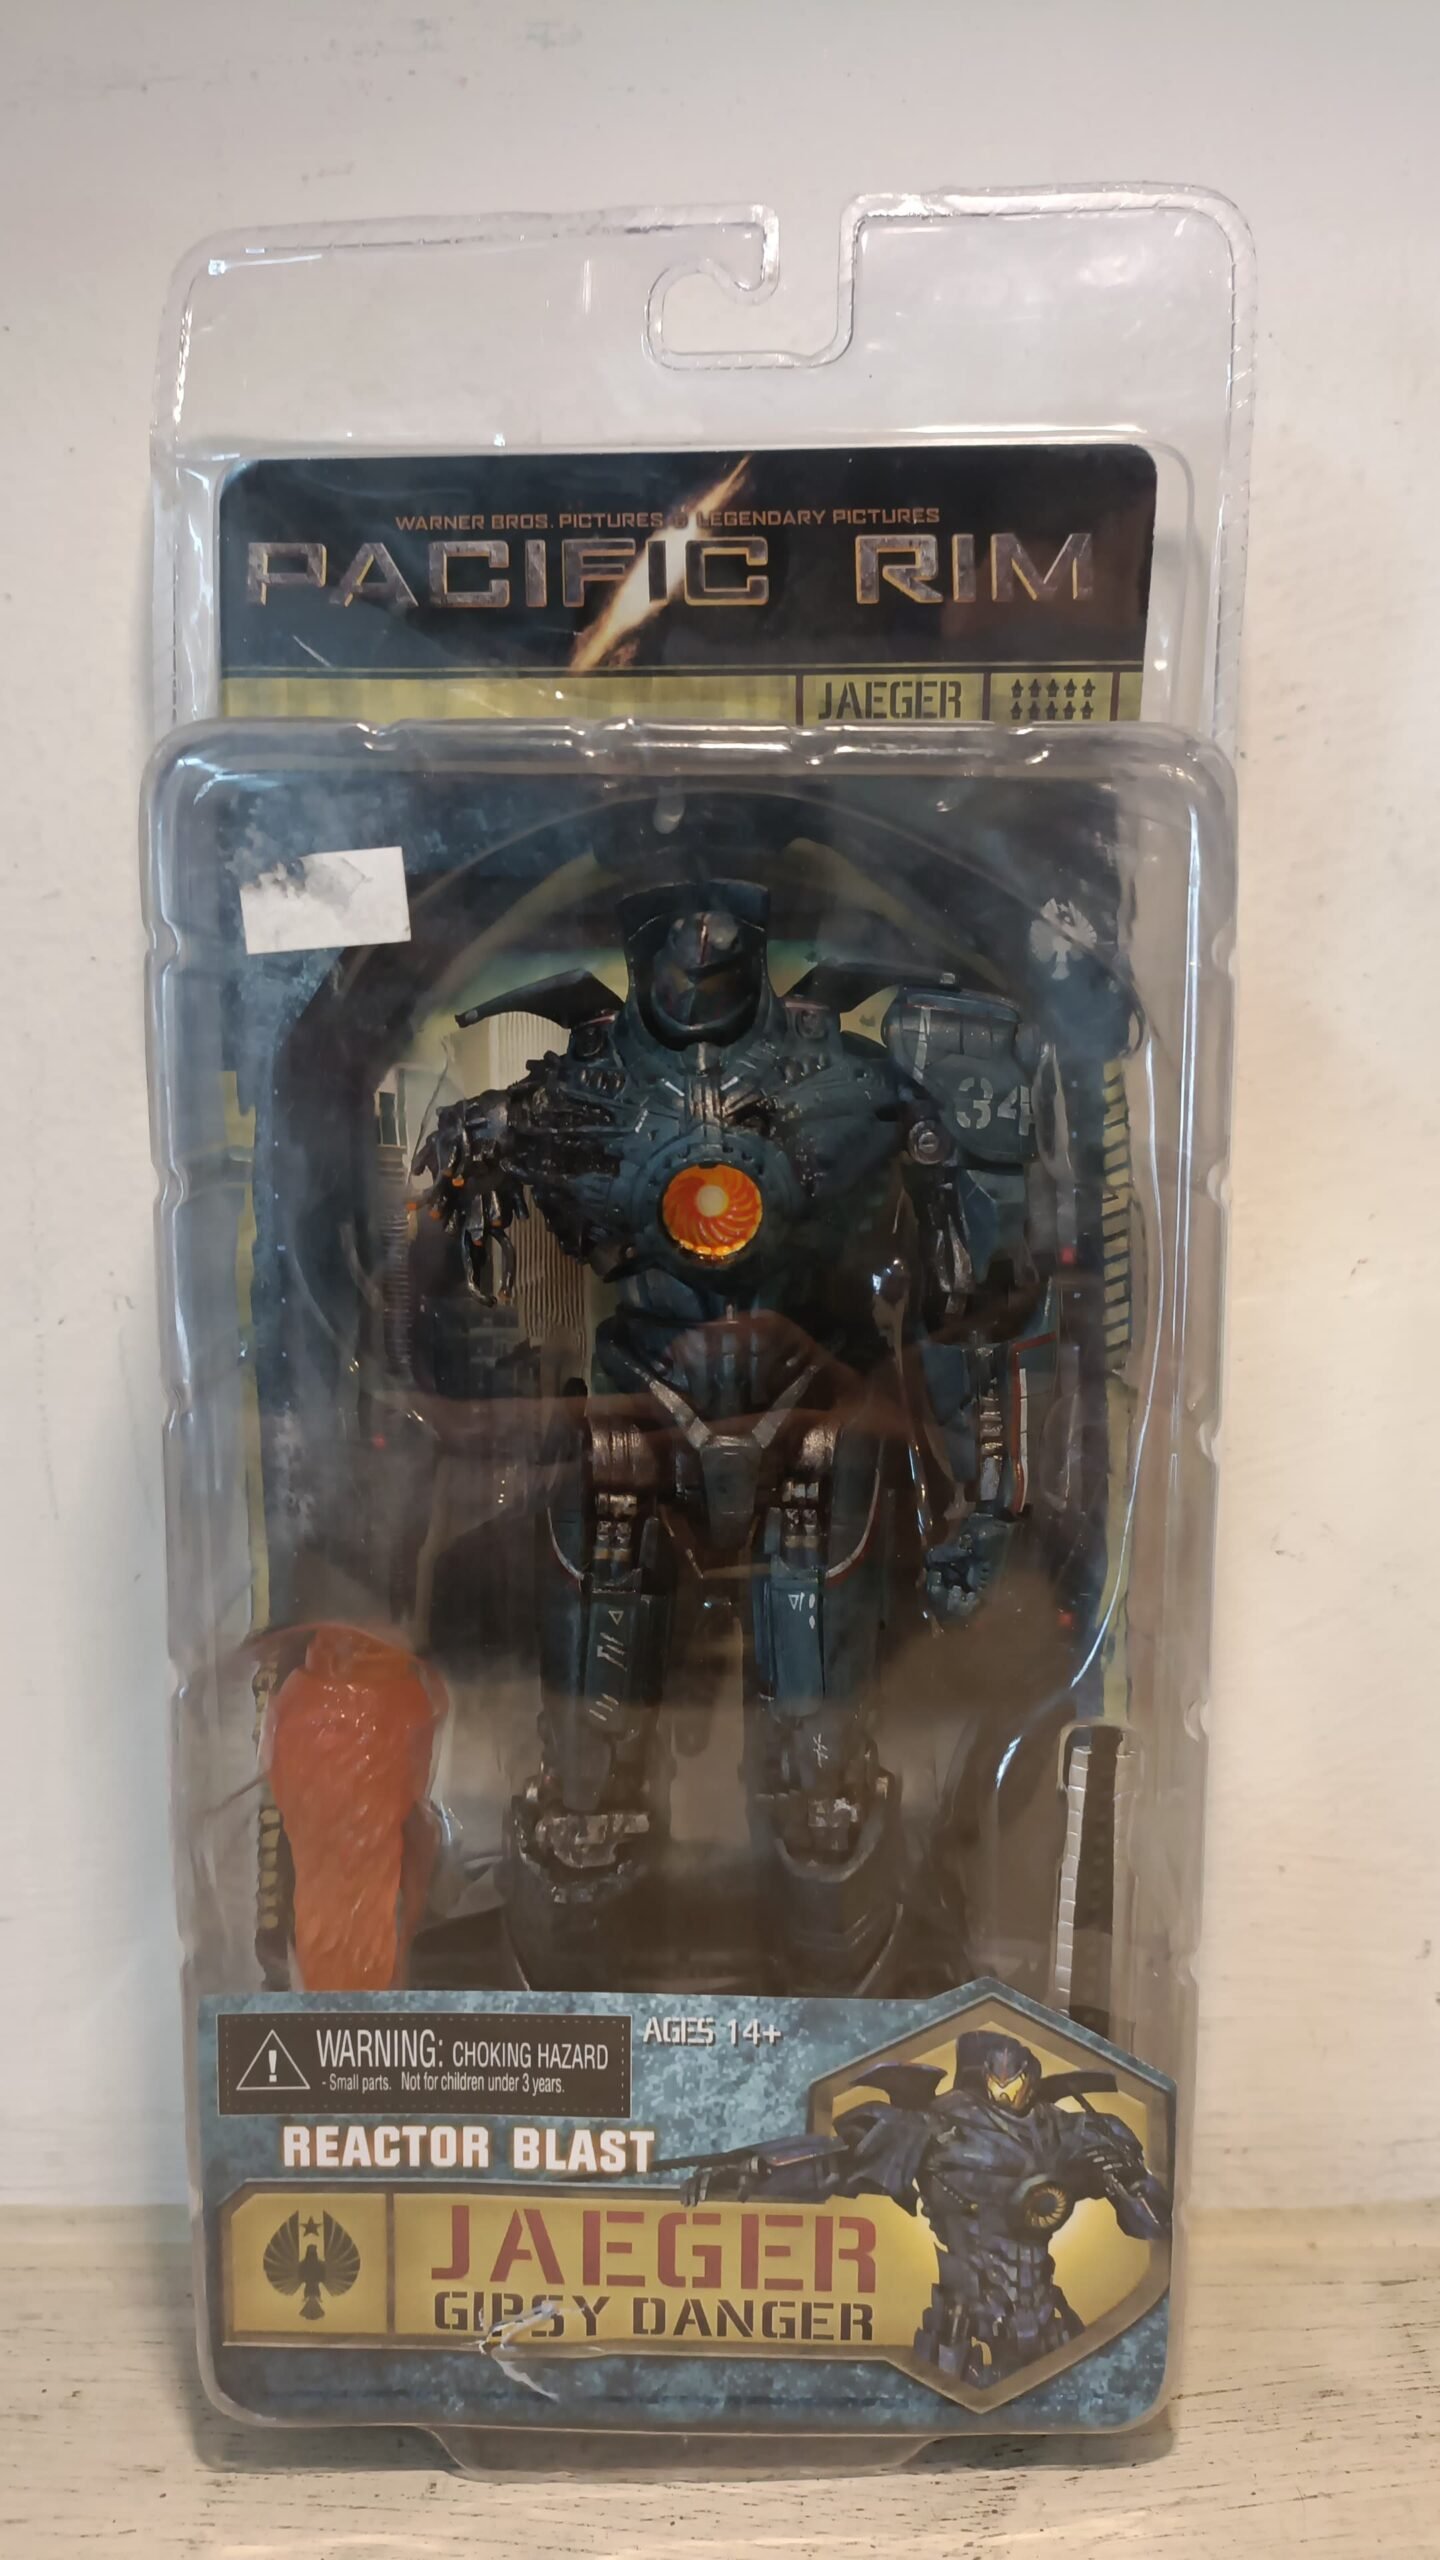 WARNER BROS. PICTURES & LEGENDARY PICTURES
PACIFIC RIM
JAEGER
34
WARNING: CHOKING HAZARD
- Small parts. Not for children under 3 years.
AGES 14+
REACTOR BLAST
JAEGER
GIPSY DANGER